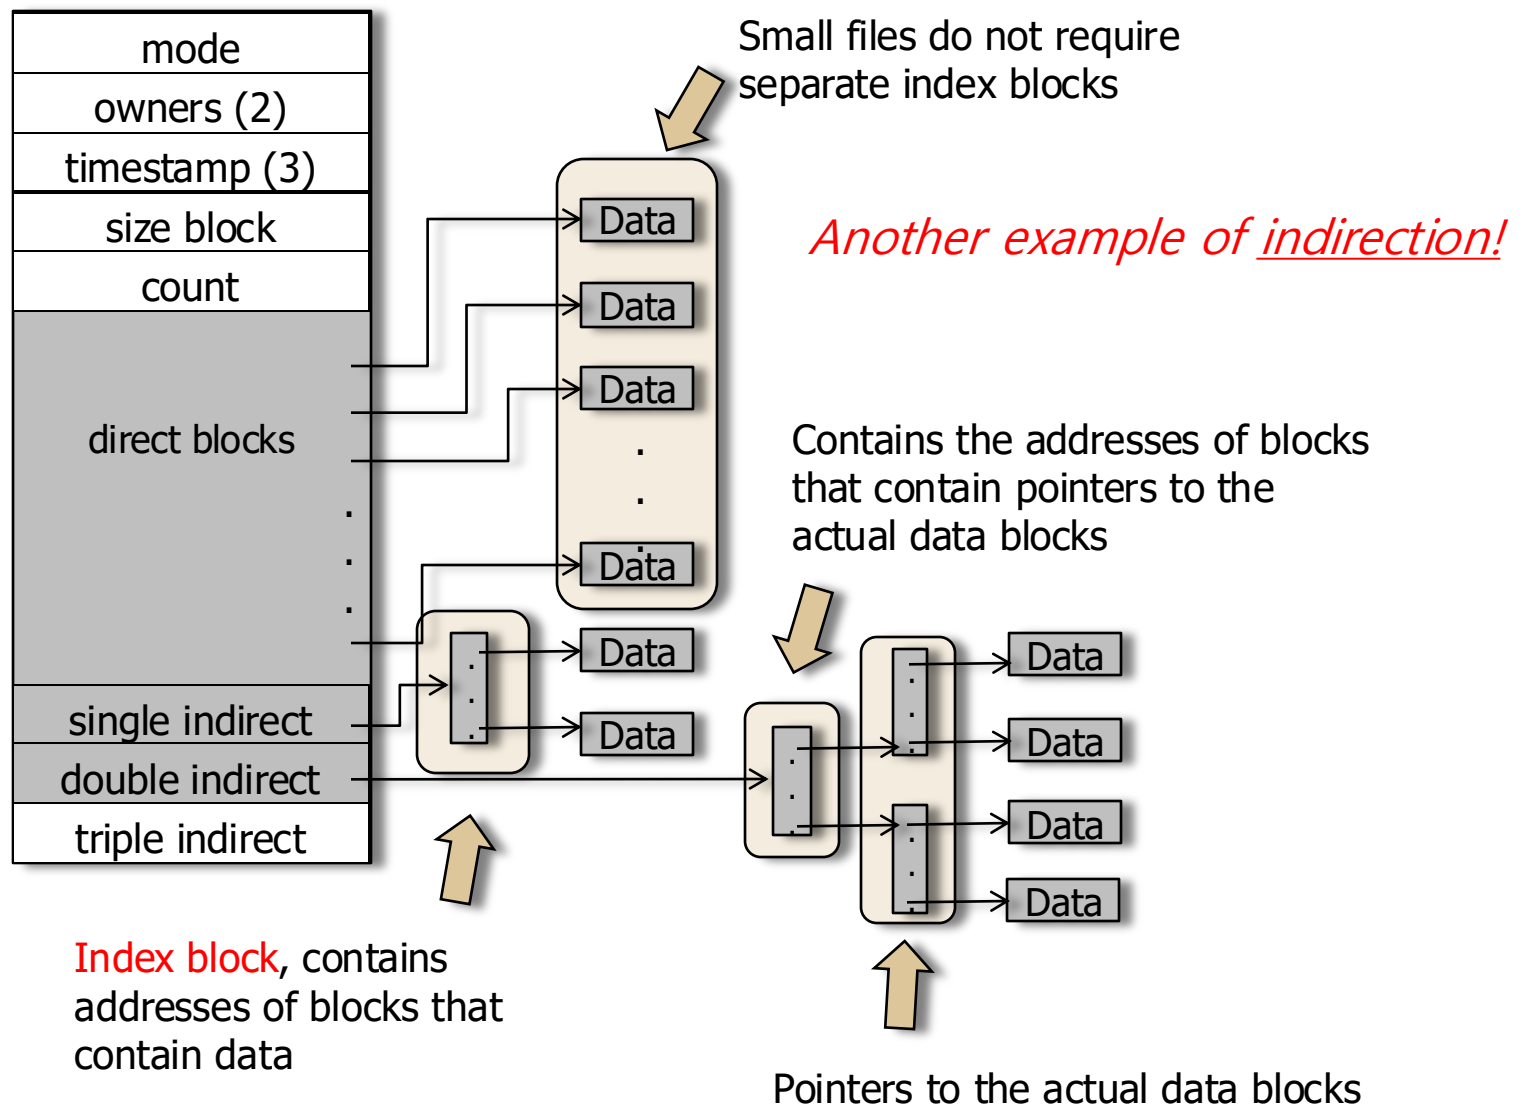 mode
owners (2)
timestamp (3)
size block
count
direct blocks
.
.
.
single indirect
double indirect
triple indirect
Small files do not require
separate index blocks
Data
Data
Data
.
.
.
Data
Another example of indirection!
Contains the addresses of blocks
that contain pointers to the
actual data blocks
.
.
.
Data
Data
.
.
.
.
.
.
.
.
.
Data
Data
Data
Data
Index block, contains
addresses of blocks that
contain data
Pointers to the actual data blocks